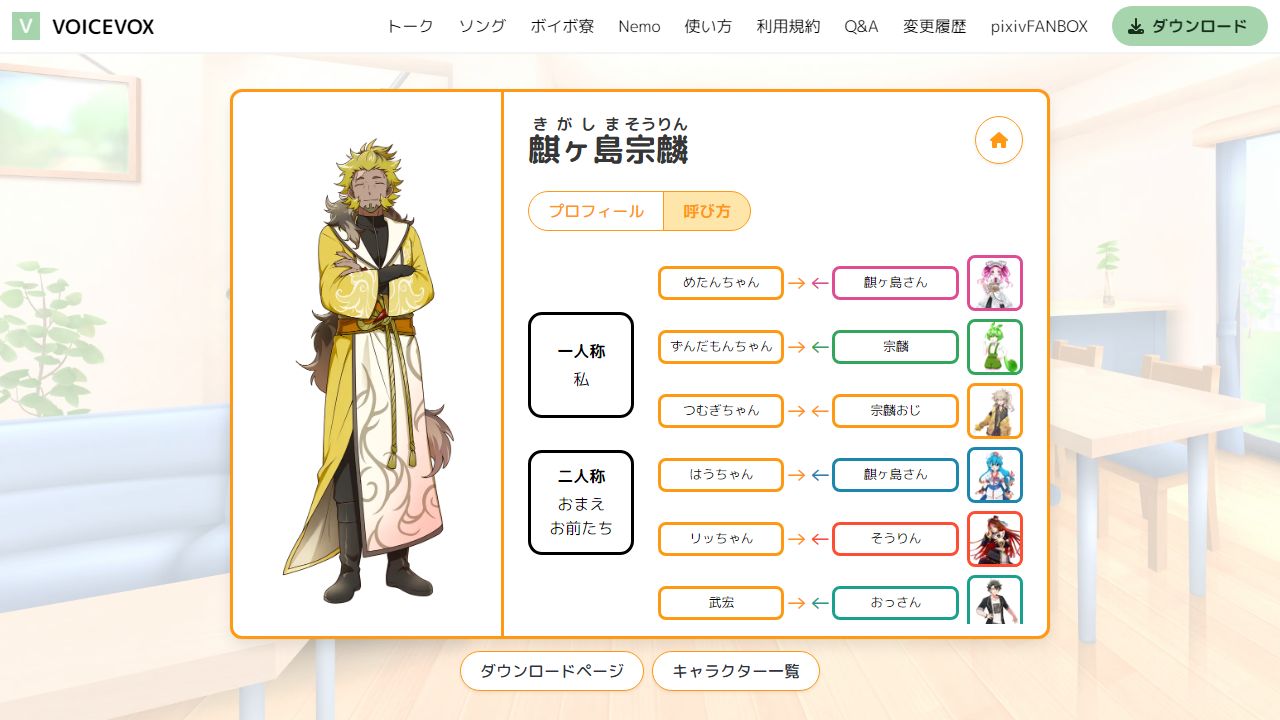 V VOICEVOX トーク ソング ボイボ寮 Nemo 使い方 利用規約 Q&A 変更履歴 pixivFANBOX ダウンロード
きがしまそうりん
麒ヶ島宗麟
プロフィール 呼び方
めたんちゃん → ← 麒ヶ島さん
ずんだもんちゃん → ← 宗麟
一人称
私
つむぎちゃん → ← 宗麟おじ
はうちゃん → ← 麒ヶ島さん
二人称
おまえ
お前たち
リッちゃん → ← そうりん
武宏 → ← おっさん
ダウンロードページ キャラクター一覧